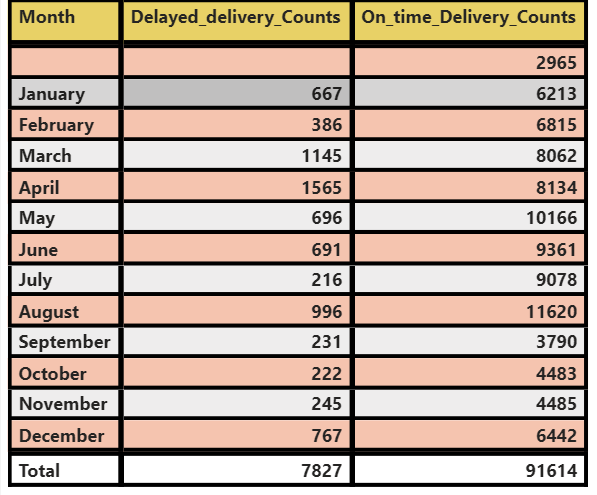 Month Delayed_delivery_Counts On_time_Delivery_Counts
2965
January 667 6213
February 386 6815
March 1145 8062
April 1565 8134
May 696 10166
June 691 9361
July 216 9078
August 996 11620
September 231 3790
October 222 4483
November 245 4485
December 767 6442
Total 7827 91614